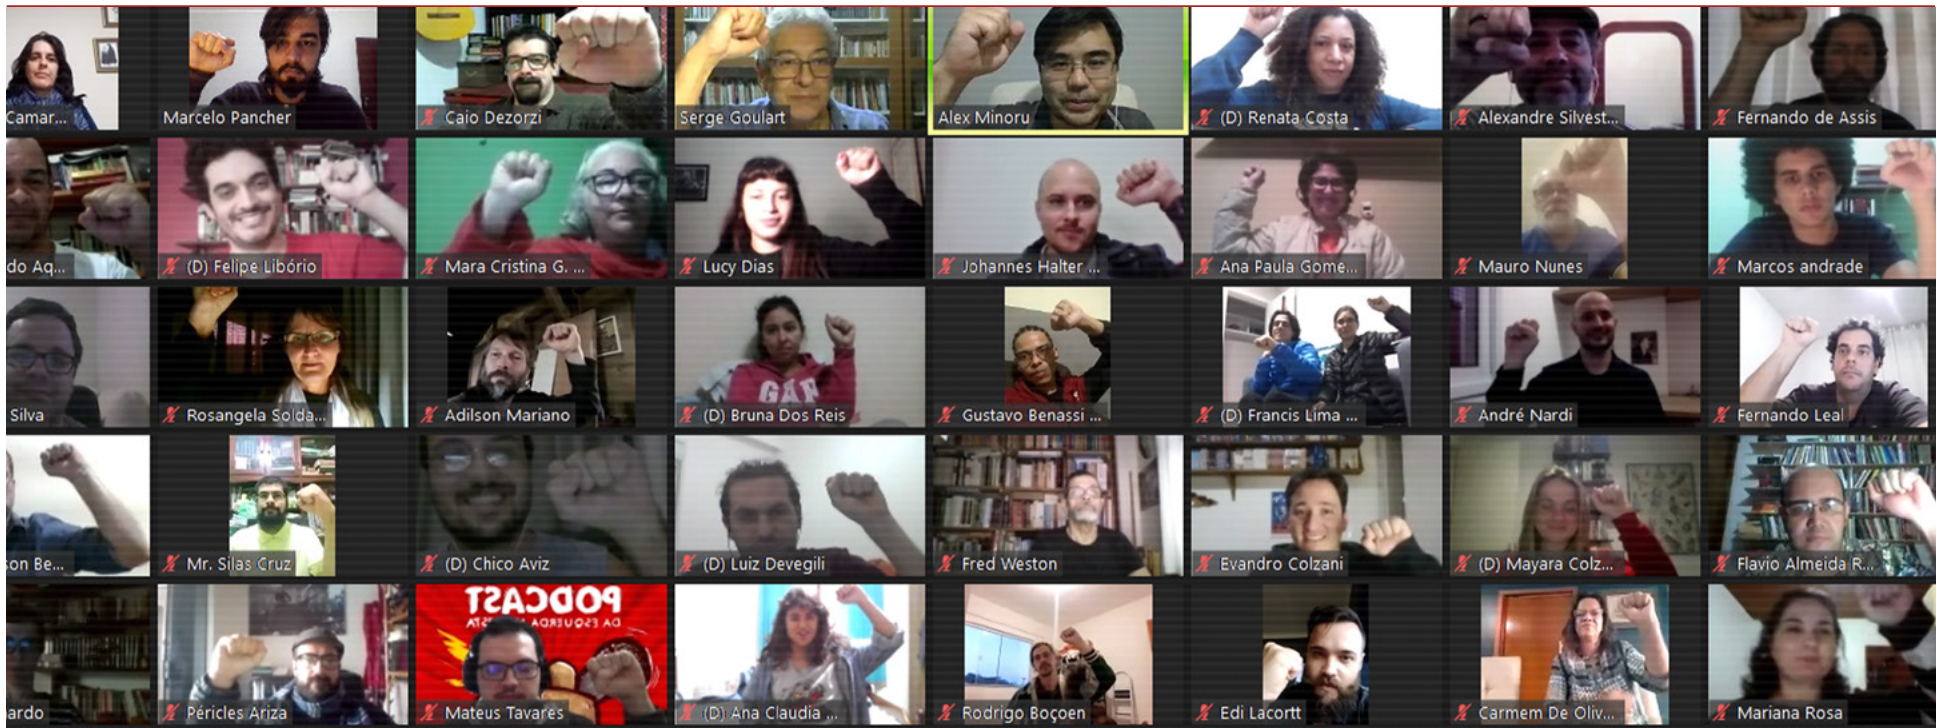 Camar...
Marcelo Pancher
Caio Dezorzi
Serge Goulart
Alex Minoru
(D) Renata Costa
Alexandre Silvest...
Fernando de Assis
do Aq...
(D) Felipe Libório
Mara Cristina G. ...
Lucy Dias
Johannes Halter ...
Ana Paula Gome...
Mauro Nunes
Marcos andrade
Silva
Rosangela Solda...
Adilson Mariano
(D) Bruna Dos Reis
GAP
Gustavo Benassi ...
(D) Francis Lima ...
André Nardi
Fernando Leal
son Be...
Mr. Silas Cruz
(D) Chico Aviz
(D) Luiz Devegili
Fred Weston
Evandro Colzani
(D) Mayara Colz...
Flavio Almeida R...
ardo
Péricles Ariza
PODCAST
DA ESQUERDA
Mateus Tavares
(D) Ana Claudia ...
Rodrigo Boçoen
Edi Lacortt
Carmem De Oliv...
Mariana Rosa